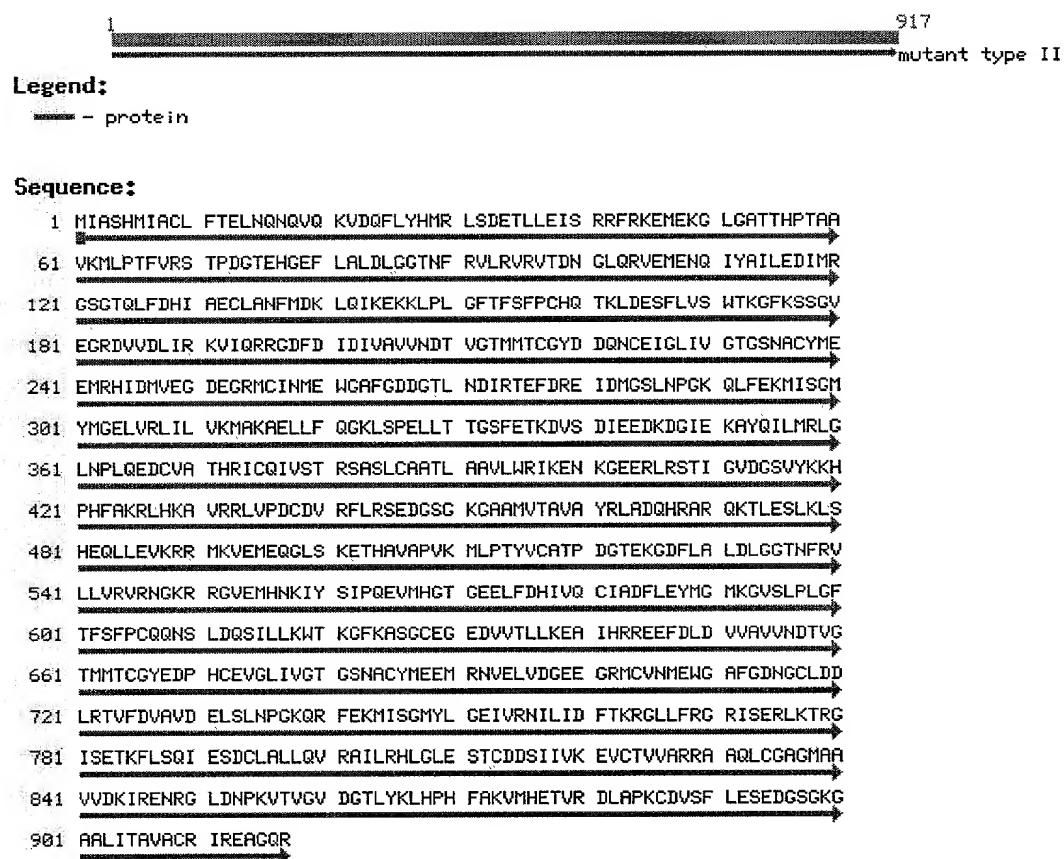 1
917
mutant type II
Legend:
- protein
Sequence:
1 MIASHMIACL FTELNQNQVQ KVDQFLYHMR LSDETLLEIS RRFRKEMEKG LGATTHPTAA
61 VKMLPTFVRS TPDGTEHGEF LALDLGGTNF RVLRVRVTDN GLQRVEMENQ IYAILEDIMR
121 GSGTQLFDHI AECLANFMDK LQIKEKKLPL GFTFSFPCHQ TKLDESFLVS WTKGFKSSGV
181 EGRDVVDLIR KVIQRRGDFD IDIVAVVNDT VGTMMTCGYD DQNCEIGLIV GTGSNACYME
241 EMRHIDMVEG DEGRMCINME WGAFGDDGTL NDIRTEFDRE IDMGSLNPGK QLFEKMISGM
301 YMGELVRLIL VKMAKAELLF QGKLSPELLT TGSFETKDVS DIEEDKDGIE KAYQILMRLG
361 LNPLQEDCVA THRICQIVST RSASLCAATL AAVLWRIKEN KGEERLRSTI GVDGSVYKKH
421 PHFAKRLHKA VRRLVPDCDV RFLRSEDGSG KGAAMVTAVA YRLADQHRAR QKTLESLKLS
481 HEQLLEVKRR MKVEMEQGLS KETHAVAPVK MLPTYVCATP DGTEKGDFLA LDLGGTNFRV
541 LLVRVRNGKR RGVEMHNKIY SIPQEVMHGT GEELFDHIVQ CIADFLEYMG MKGVSLPLGF
601 TFSFPCQQNS LDQSILLKWT KGFKASGCEG EDVVTLLKEA IHRREEFDLD VVAVVNDTVG
661 TMMTCGYEDP HCEVGLIVGT GSNACYMEEM RNVELVDGEE GRMCVNMEWG AFGDNGCLDD
721 LRTVFDVAVD ELSLNPGKQR FEKMISGMYL GEIVRNILID FTKRGLLFRG RISERLKTRG
781 ISETKFLSQI ESDCLALLQV RAILRHLGLE STCDDSIIVK EVCTVVARRA AQLCGAGMAA
841 VVDKIRENRG LDNPKVTVGV DGTLYKLHPH FAKVMHETVR DLAPKCDVSF LESEDGSGKG
901 AALITAVACR IREAGQR